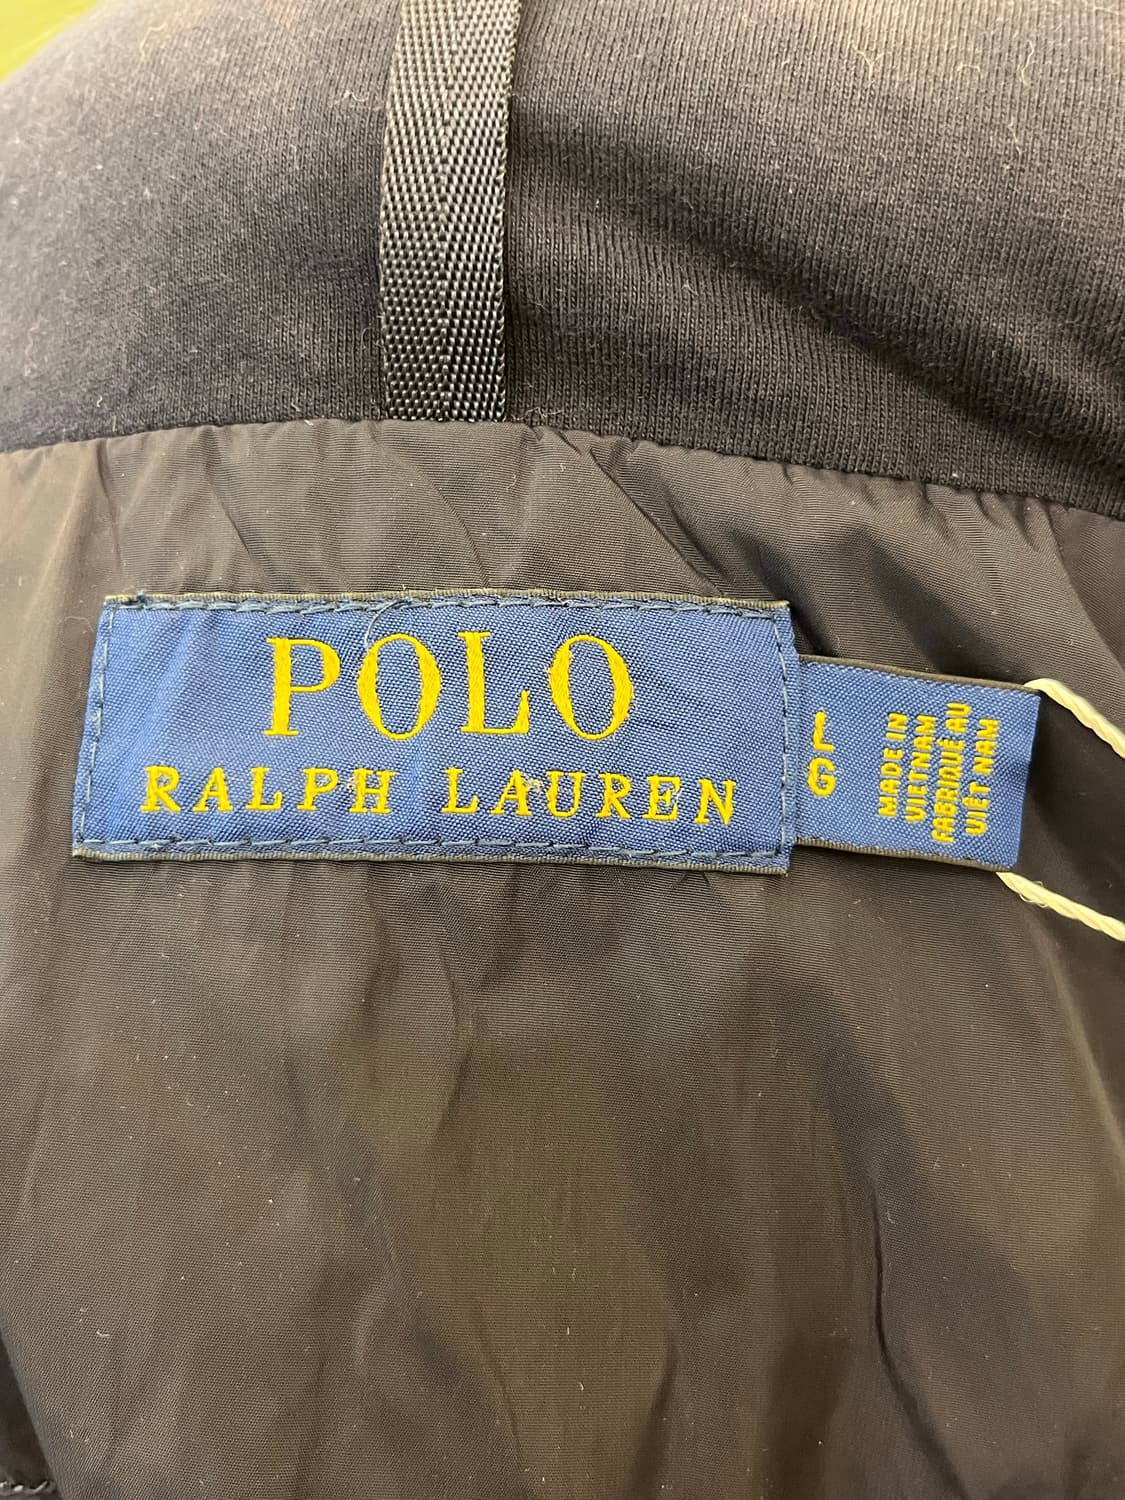 POLO
RALPH LAUREN
L
G
MADE IN
VIETNAM
FABRIQUÉ AU
VIÊT NAM